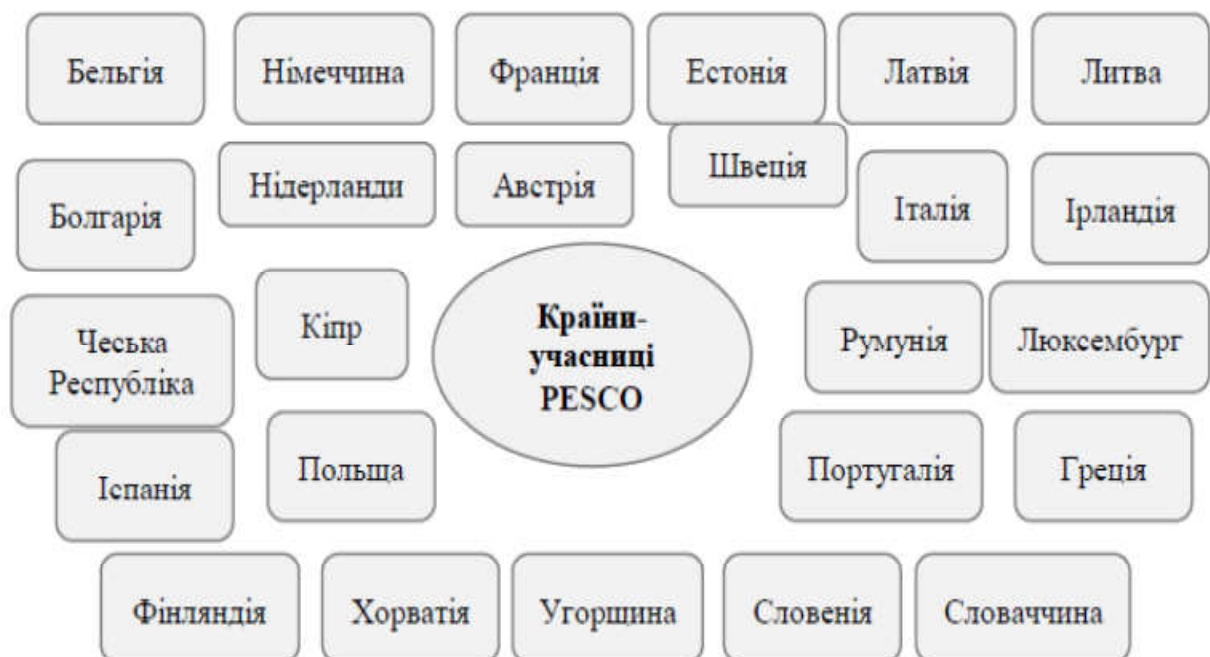 Бельгія
Німеччина
Франція
Естонія
Латвія
Литва
Болгарія
Нідерланди
Австрія
Швеція
Італія
Ірландія
Чеська
Республіка
Кіпр
Країни-
учасниці
PESCO
Румунія
Люксембург
Іспанія
Польща
Португалія
Греція
Фінляндія
Хорватія
Угорщина
Словенія
Словаччина